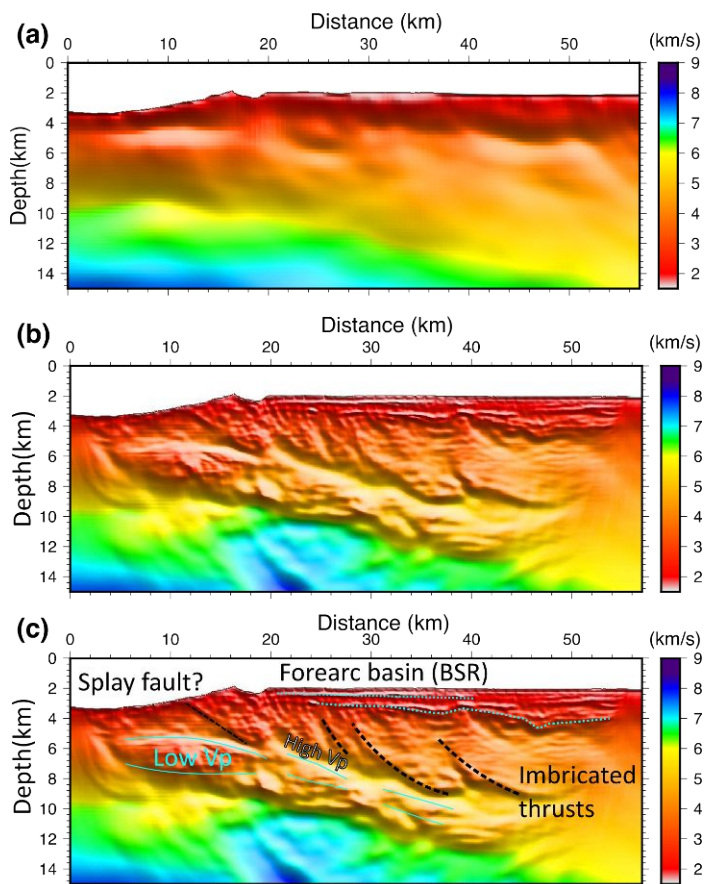 (a)
Distance (km)
(km/s)
0 10 20 30 40 50
0
2
4
6
8
10
12
14
Depth(km)
9
8
7
6
5
4
3
2
(b)
Distance (km)
(km/s)
0 10 20 30 40 50
0
2
4
6
8
10
12
14
Depth(km)
9
8
7
6
5
4
3
2
(c)
Distance (km)
(km/s)
0 10 20 30 40 50
0
2
4
6
8
10
12
14
Depth(km)
Splay fault?
Forearc basin (BSR)
Low Vp
High Vp
Imbricated
thrusts
9
8
7
6
5
4
3
2